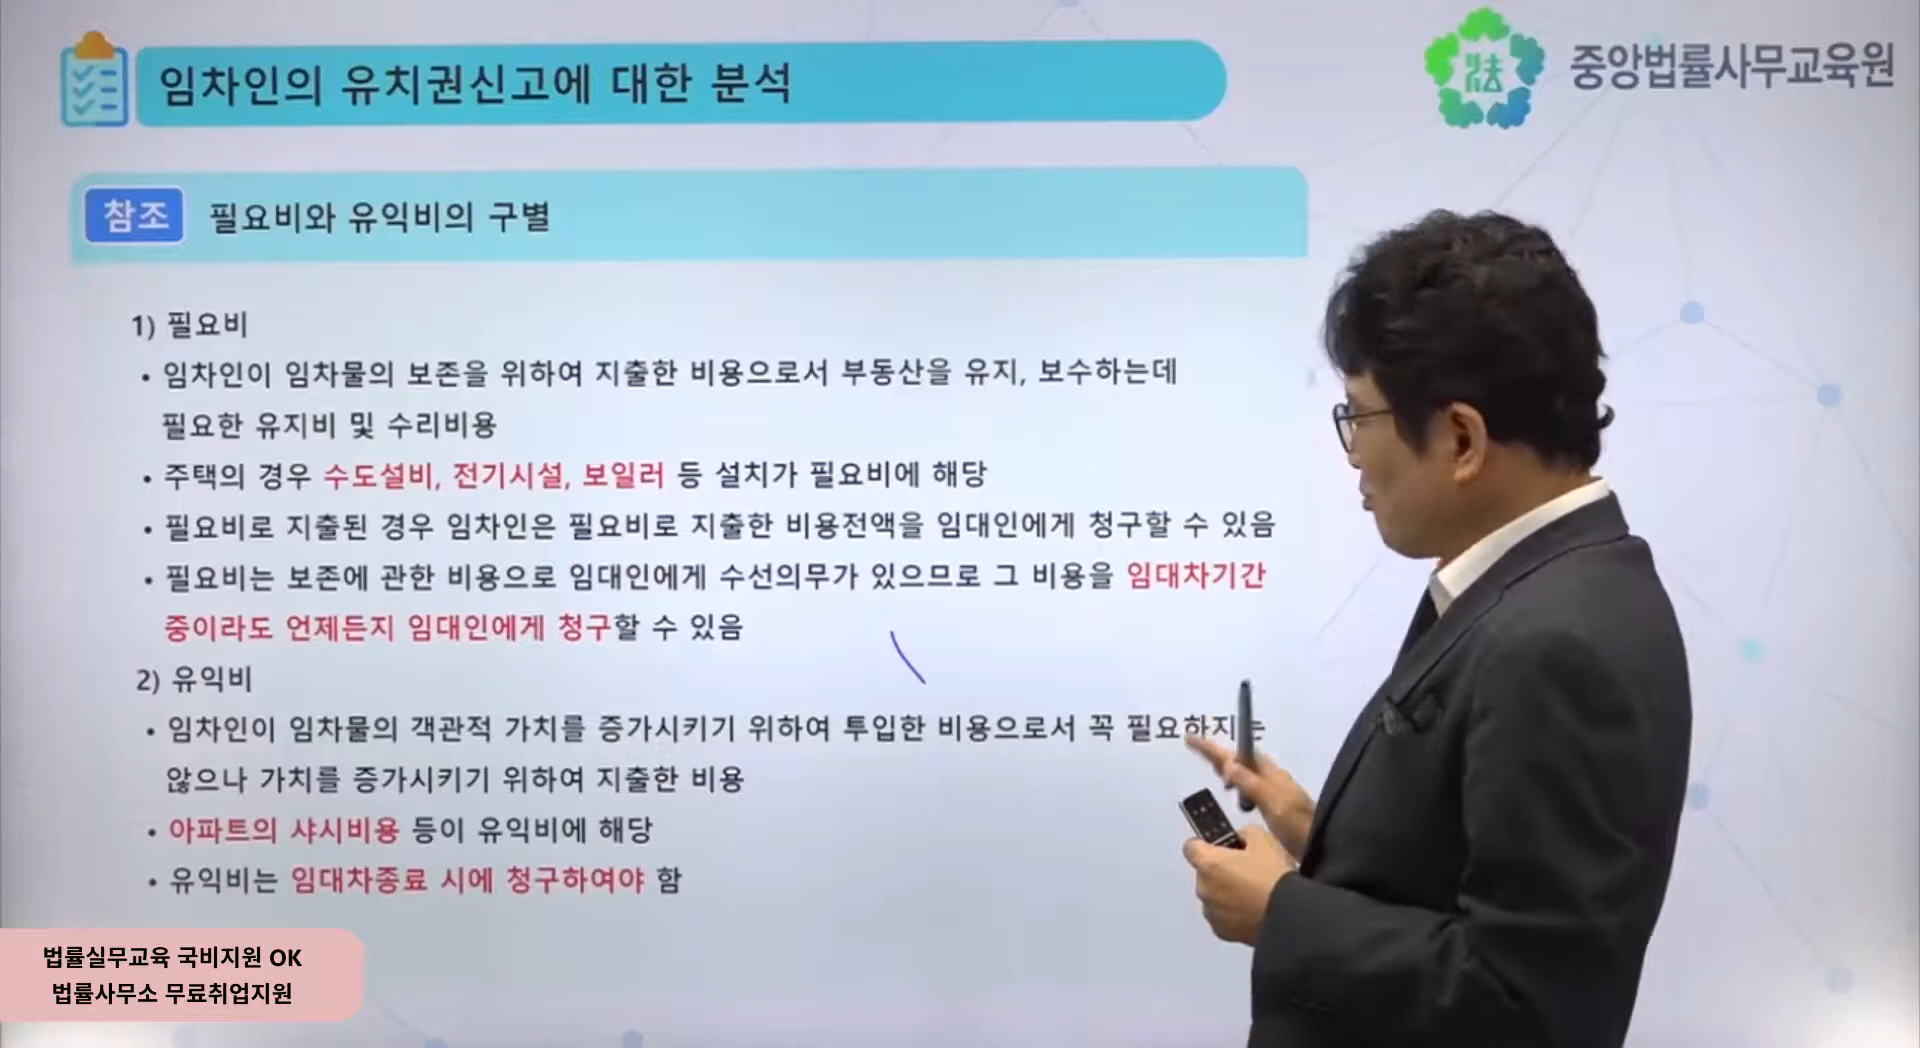 임차인의 유치권신고에 대한 분석
中앙법률사무교육원
참조 필요비와 유익비의 구별
1) 필요비
• 임차인이 임차물의 보존을 위하여 지출한 비용으로서 부동산을 유지, 보수하는데
필요한 유지비 및 수리비용
• 주택의 경우 수도설비, 전기시설, 보일러 등 설치가 필요비에 해당
• 필요비로 지출된 경우 임차인은 필요비로 지출한 비용전액을 임대인에게 청구할 수 있음
• 필요비는 보존에 관한 비용으로 임대인에게 수선의무가 있으므로 그 비용을 임대차기간
중이라도 언제든지 임대인에게 청구할 수 있음
2) 유익비
• 임차인이 임차물의 객관적 가치를 증가시키기 위하여 투입한 비용으로서 꼭 필요하지는
않으나 가치를 증가시키기 위하여 지출한 비용
• 아파트의 샤시비용 등이 유익비에 해당
• 유익비는 임대차종료 시에 청구하여야 함
법률실무교육 국비지원 OK
법률사무소 무료취업지원